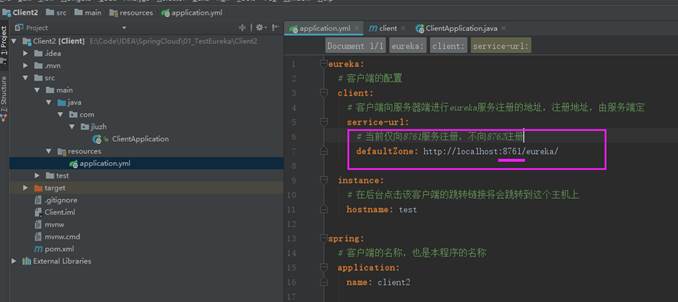 Client2 src main resources application.yml
Project
Client2 [Client] E:\Code\IDEA\SpringCloud\01_TestEureka\Client2
.idea
.mvn
src
main
java
com
jiuzh
ClientApplication
resources
application.yml
test
target
.gitignore
Client.iml
mvnw
mvnw.cmd
pom.xml
External Libraries
1: Project
Z: Structure
application.yml client ClientApplication.java
Document 1/1 eureka: client: service-url:
1 eureka:
2 # 客户端的配置
3 client:
4 # 客户端向服务器端进行eureka服务注册的地址，注册地址，由服务端定
5 service-url:
6 # 当前仅向8761服务注册，不向8762注册
7 defaultZone: http://localhost:8761/eureka/
8
9 instance:
10 # 在后台点击该客户端的跳转链接将会跳转到这个主机上
11 hostname: test
12
13 spring:
14 # 客户端的名称，也是本程序的名称
15 application:
16 name: client2
17